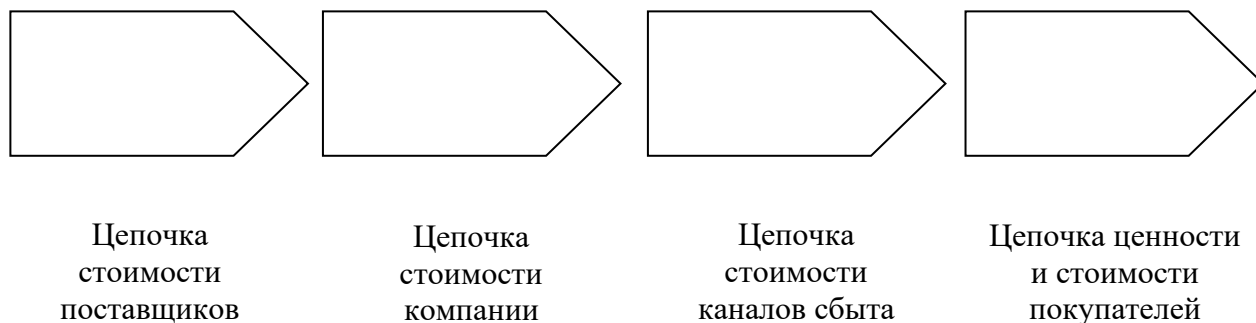 Цепочка
стоимости
поставщиков
Цепочка
стоимости
компании
Цепочка
стоимости
каналов сбыта
Цепочка ценности
и стоимости
покупателей